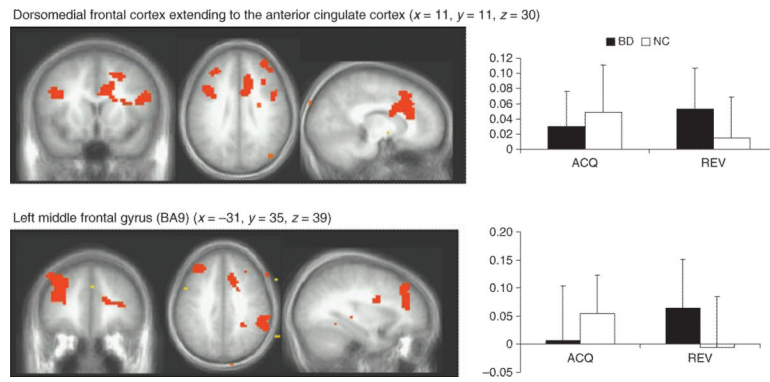 Dorsomedial frontal cortex extending to the anterior cingulate cortex (x = 11, y = 11, z = 30)
BD NC
0.12
0.10
0.08
0.06
0.04
0.02
0
ACQ REV
Left middle frontal gyrus (BA9) (x = −31, y = 35, z = 39)
0.20
0.15
0.10
0.05
0
−0.05
ACQ REV